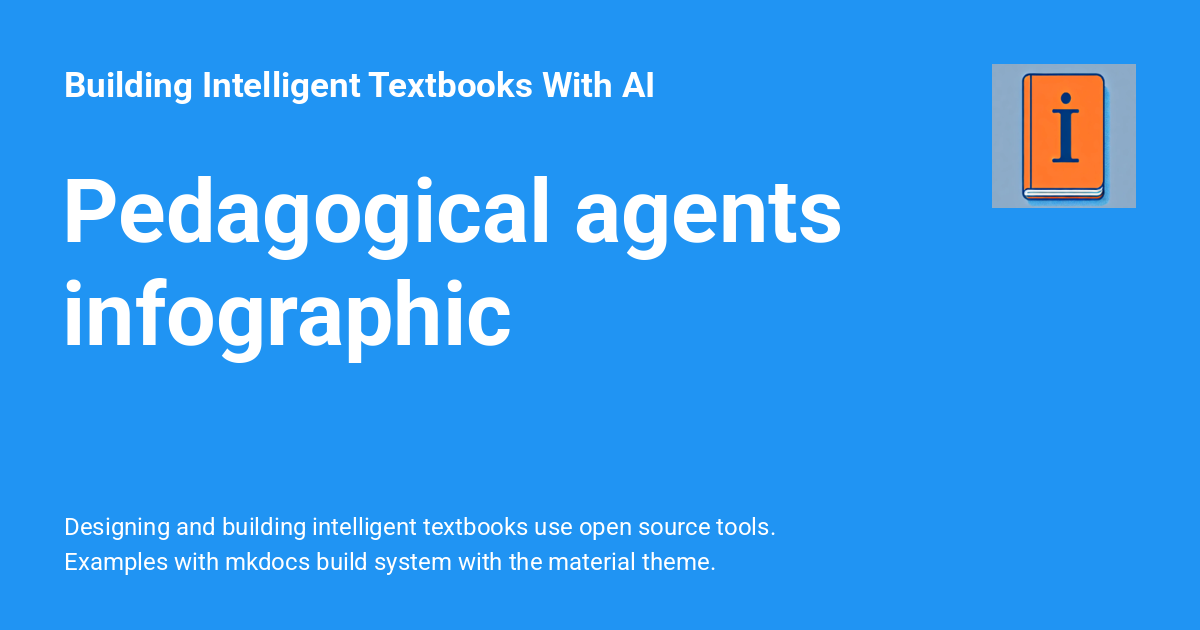 Building Intelligent Textbooks With AI
i
Pedagogical agents
infographic
Designing and building intelligent textbooks use open source tools.
Examples with mkdocs build system with the material theme.